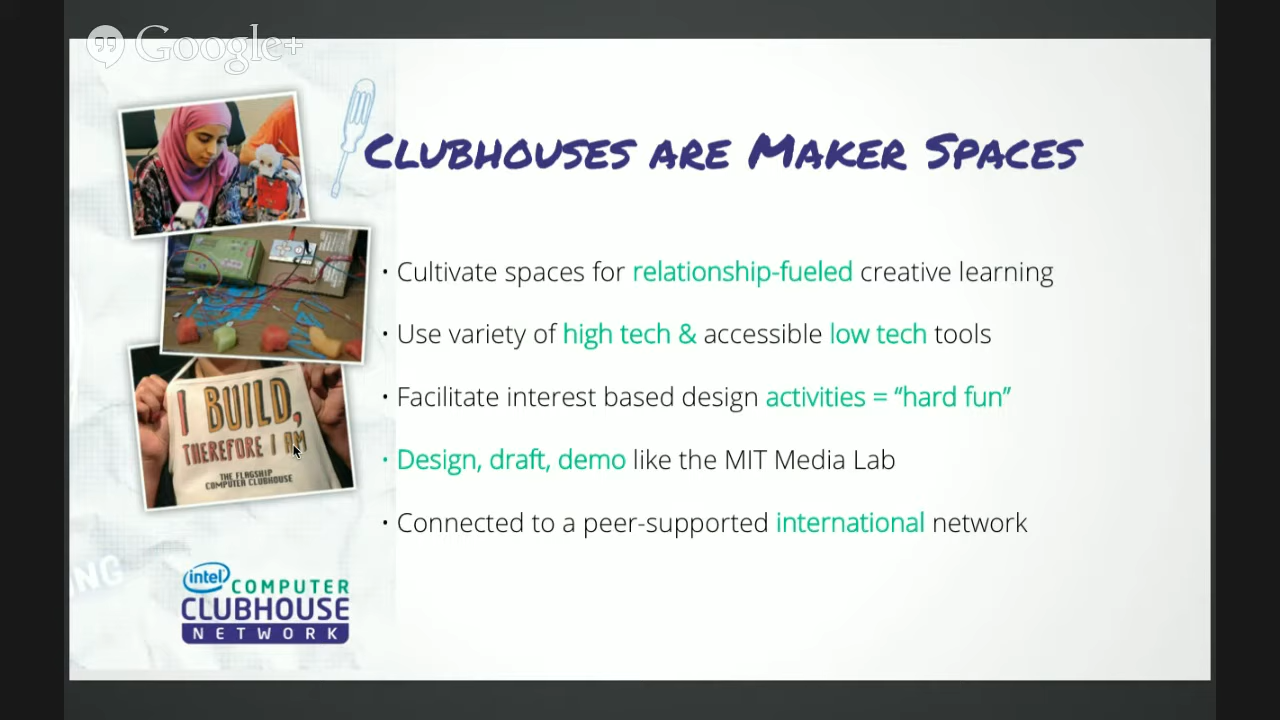 Google+
CLUBHOUSES ARE MAKER SPACES
• Cultivate spaces for relationship-fueled creative learning
• Use variety of high tech & accessible low tech tools
• Facilitate interest based design activities = “hard fun”
• Design, draft, demo like the MIT Media Lab
• Connected to a peer-supported international network
I BUILD,
THEREFORE I AM
THE FLAGSHIP
COMPUTER CLUBHOUSE
NG
intel COMPUTER
CLUBHOUSE
NETWORK